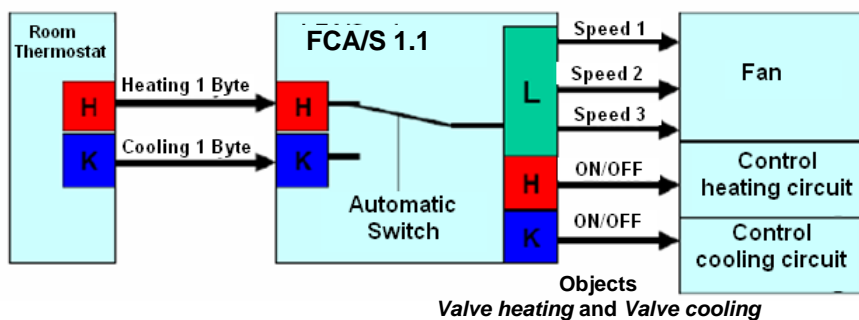 Room
Thermostat
H
K
Heating 1 Byte
Cooling 1 Byte
FCA/S 1.1
H
K
Automatic
Switch
L
H
K
Speed 1
Speed 2
Speed 3
ON/OFF
ON/OFF
Fan
Control
heating circuit
Control
cooling circuit
Objects
Valve heating and Valve cooling